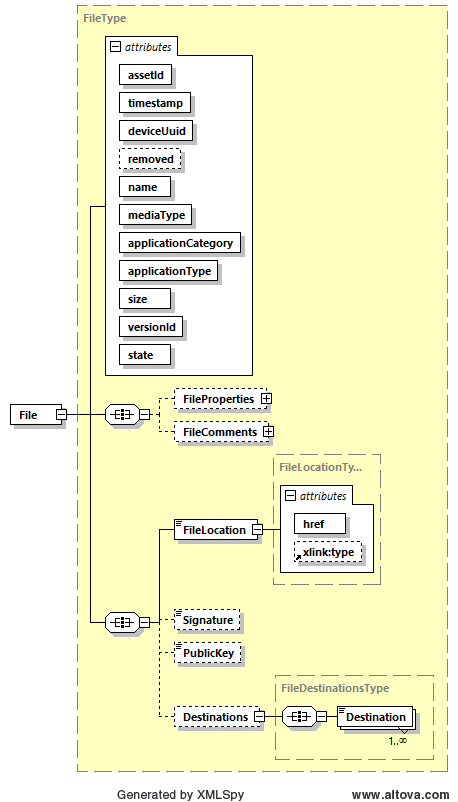 FileType
attributes
assetId
timestamp
deviceUuid
removed
name
mediaType
applicationCategory
applicationType
size
versionId
state
File
FileProperties
FileComments
FileLocationTy...
attributes
href
xlink:type
FileLocation
Signature
PublicKey
FileDestinationsType
Destinations
Destination
1..∞
Generated by XMLSpy
www.altova.com